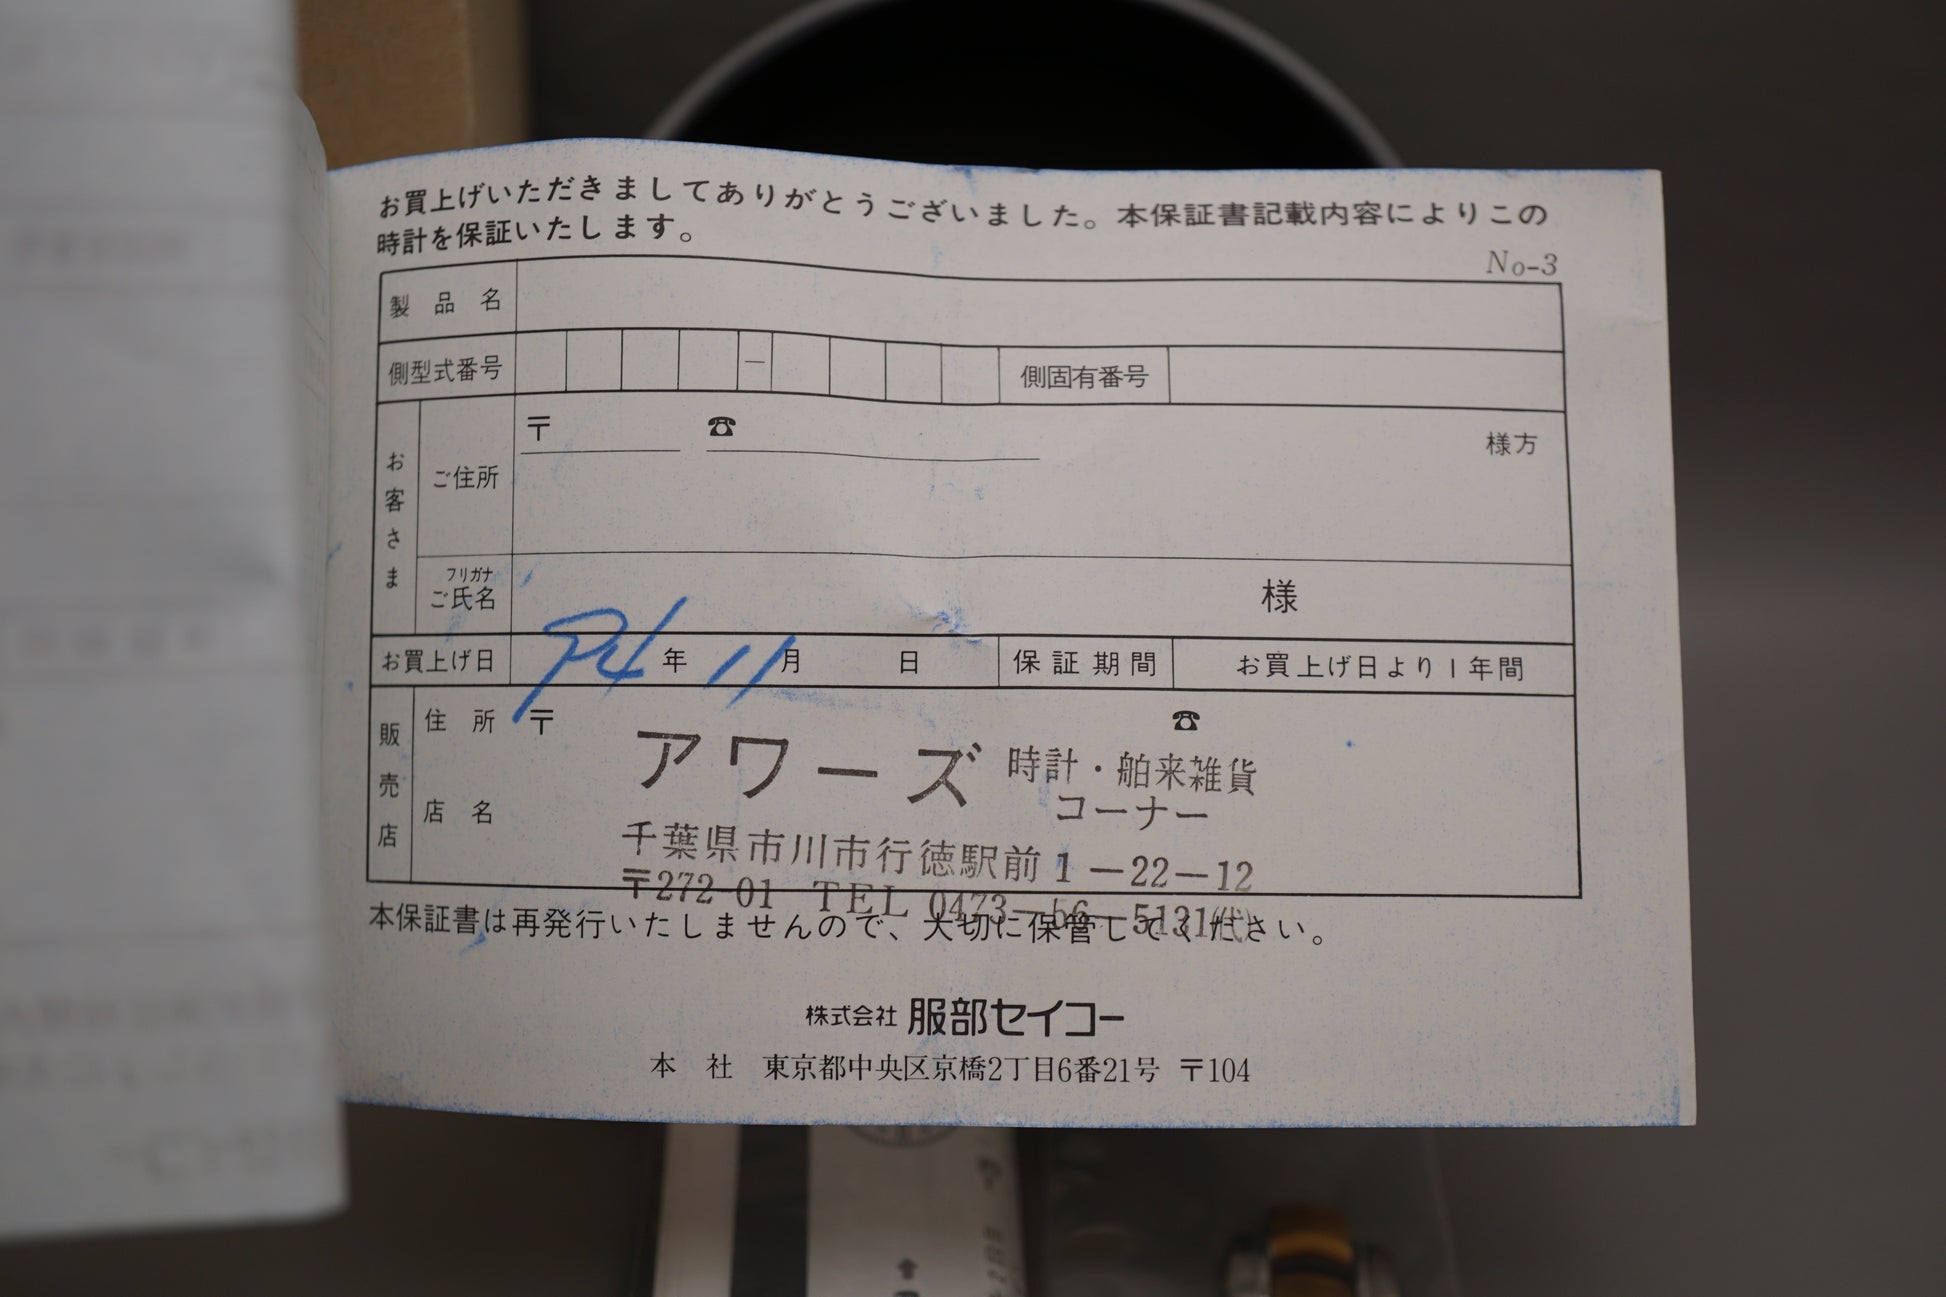 お買上げいただきましてありがとうございました。本保証書記載内容によりこの
時計を保証いたします。
No-3
製品名
側型式番号 — 側固有番号
お客さま
ご住所 〒 ☎ 様方
フリガナ
ご氏名 様
お買上げ日 年 11月 日 保証期間 お買上げ日より1年間
販売店
住所 〒 ☎
店名
アワーズ 時計・舶来雑貨
コーナー
千葉県市川市行徳駅前1—22—12
〒272-01 TEL 0473—56—5131(代)
本保証書は再発行いたしませんので、大切に保管してください。
株式会社 服部セイコー
本社 東京都中央区京橋2丁目6番21号 〒104